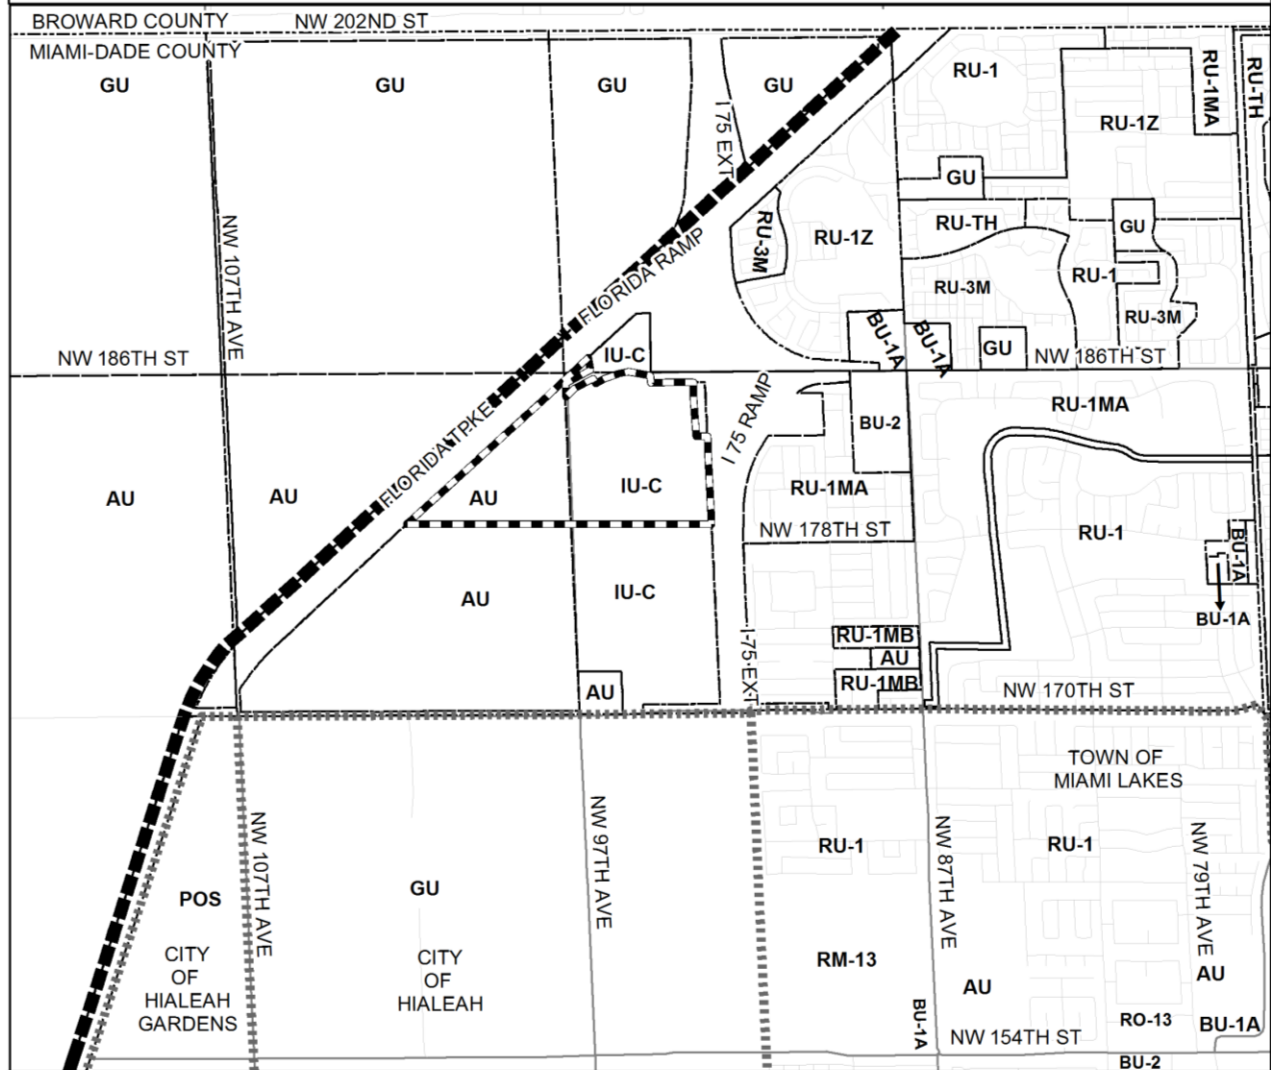 BROWARD COUNTY
NW 202ND ST
MIAMI-DADE COUNTY
GU
GU
GU
GU
RU-1
RU-1MA
RU-TH
RU-1Z
I 75 EXT
GU
NW 107TH AVE
RU-3M
RU-1Z
RU-TH
GU
FLORIDA RAMP
RU-3M
RU-1
RU-3M
BU-1A
BU-1A
GU
NW 186TH ST
IU-C
NW 186TH ST
I 75 RAMP
RU-1MA
BU-2
FLORIDA TPKE
AU
AU
AU
IU-C
RU-1MA
NW 178TH ST
RU-1
BU-1A
AU
IU-C
BU-1A
RU-1MB
AU
I-75 EXT
RU-1MB
AU
NW 170TH ST
TOWN OF
MIAMI LAKES
NW 107TH AVE
NW 97TH AVE
RU-1
NW 87TH AVE
RU-1
NW 79TH AVE
POS
GU
CITY
OF
HIALEAH
GARDENS
CITY
OF
HIALEAH
RM-13
AU
AU
BU-1A
RO-13
BU-1A
NW 154TH ST
BU-2